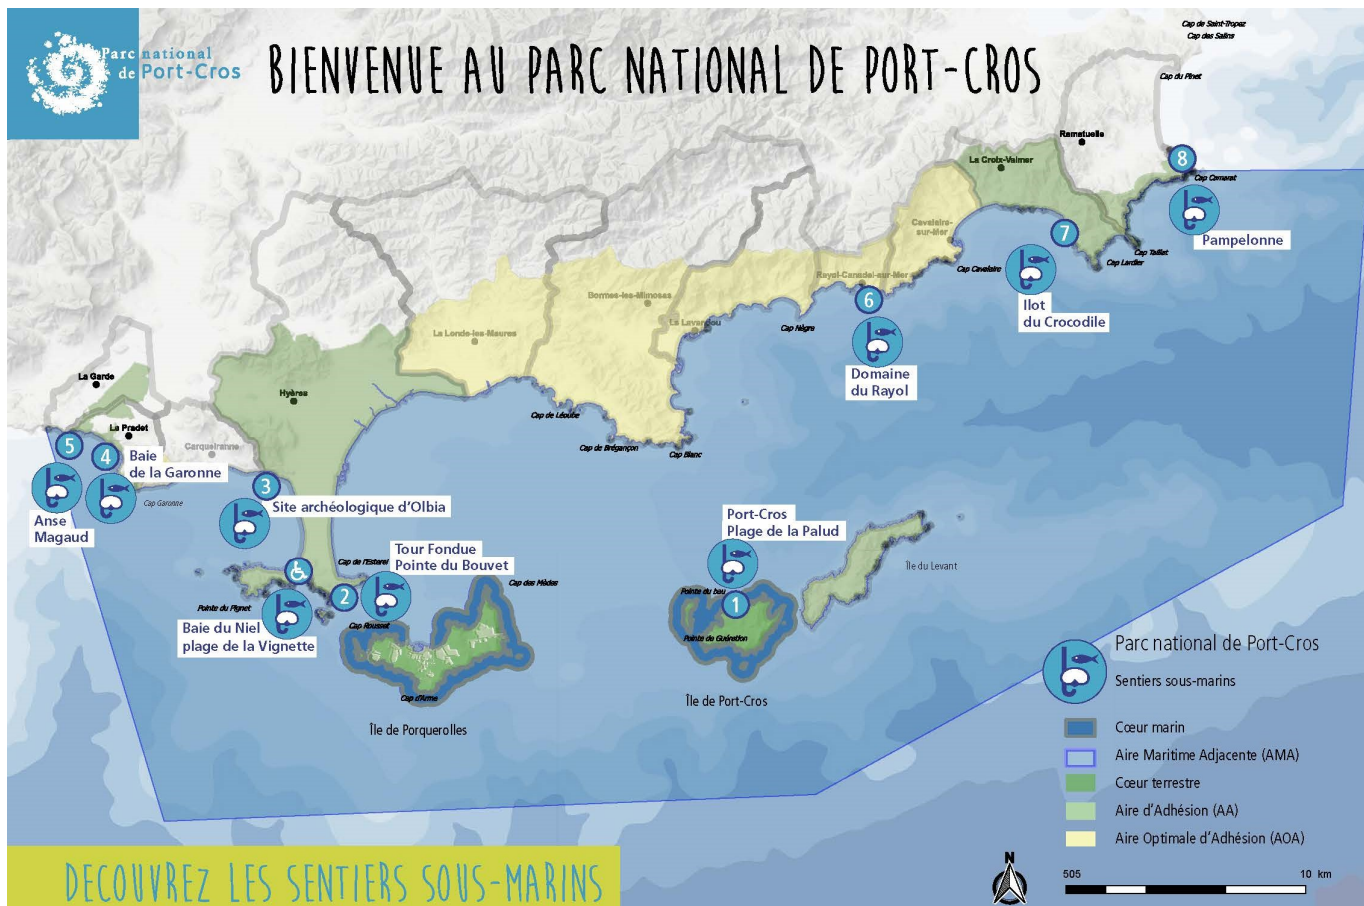 Parc national
de Port-Cros
BIENVENUE AU PARC NATIONAL DE PORT-CROS
Cap de Saint-Tropez
Cap des Salins
Cap du Pinet
Ramatuelle
La Croix-Valmer
8
Cap Camarat
Pampelonne
Cavalaire-
sur-Mer
7
Cap Taillat
Cap Lardier
Cap Cavalaire
Ilot
du Crocodile
Rayol-Canadel-sur-Mer
6
Domaine
du Rayol
Bormes-les-Mimosas
La Lavandou
Cap Nègre
La Londe-les-Maures
La Garde
Hyères
La Pradet
Carqueiranne
Cap de Léoube
Cap de Brégançon
Cap Blanc
5
4
Baie
de la Garonne
Cap Garonne
Anse
Magaud
3
Site archéologique d'Olbia
Port-Cros
Plage de la Palud
Tour Fondue
Pointe du Bouvet
Cap de l'Esterel
Cap des Mèdes
Île du Levant
2
Pointe du Pignet
Baie du Niel
plage de la Vignette
Cap Rousset
Pointe du bau
1
Pointe de Guérétion
Cap d'Arme
Île de Porquerolles
Île de Port-Cros
Parc national de Port-Cros
Sentiers sous-marins
Cœur marin
Aire Maritime Adjacente (AMA)
Cœur terrestre
Aire d'Adhésion (AA)
Aire Optimale d'Adhésion (AOA)
N
505 10 km
DECOUVREZ LES SENTIERS SOUS-MARINS